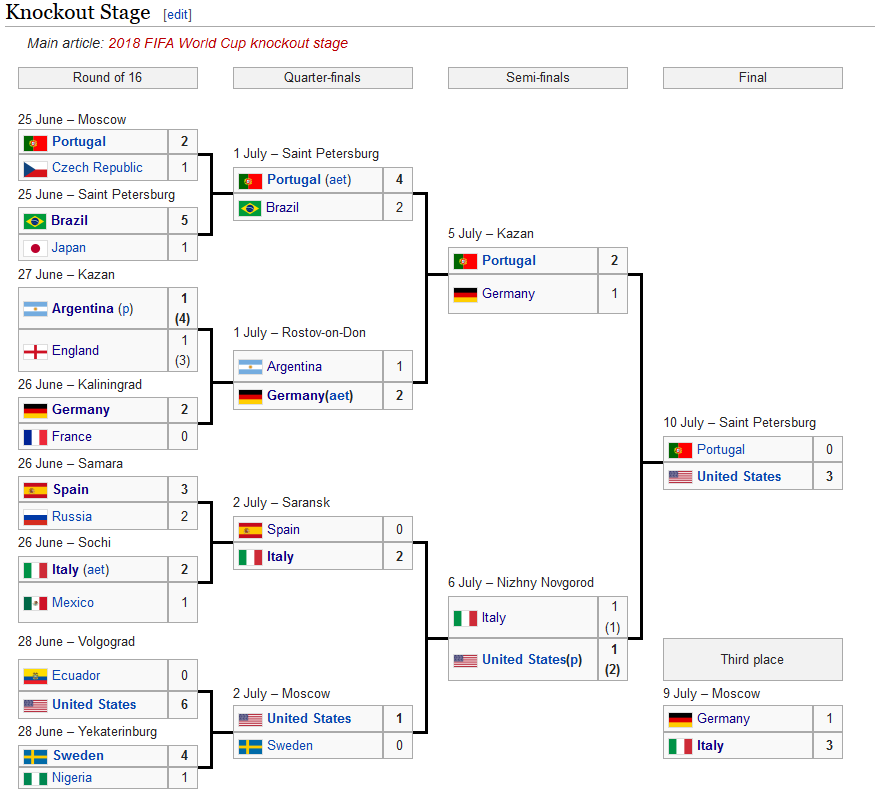 Knockout Stage [edit]
Main article: 2018 FIFA World Cup knockout stage
Round of 16
Quarter-finals
Semi-finals
Final
25 June – Moscow
Portugal 2
Czech Republic 1
25 June – Saint Petersburg
Brazil 5
Japan 1
27 June – Kazan
Argentina (p) 1 (4)
England 1 (3)
26 June – Kaliningrad
Germany 2
France 0
26 June – Samara
Spain 3
Russia 2
26 June – Sochi
Italy (aet) 2
Mexico 1
28 June – Volgograd
Ecuador 0
United States 6
28 June – Yekaterinburg
Sweden 4
Nigeria 1
1 July – Saint Petersburg
Portugal (aet) 4
Brazil 2
1 July – Rostov-on-Don
Argentina 1
Germany(aet) 2
2 July – Saransk
Spain 0
Italy 2
2 July – Moscow
United States 1
Sweden 0
5 July – Kazan
Portugal 2
Germany 1
6 July – Nizhny Novgorod
Italy 1 (1)
United States(p) 1 (2)
10 July – Saint Petersburg
Portugal 0
United States 3
Third place
9 July – Moscow
Germany 1
Italy 3